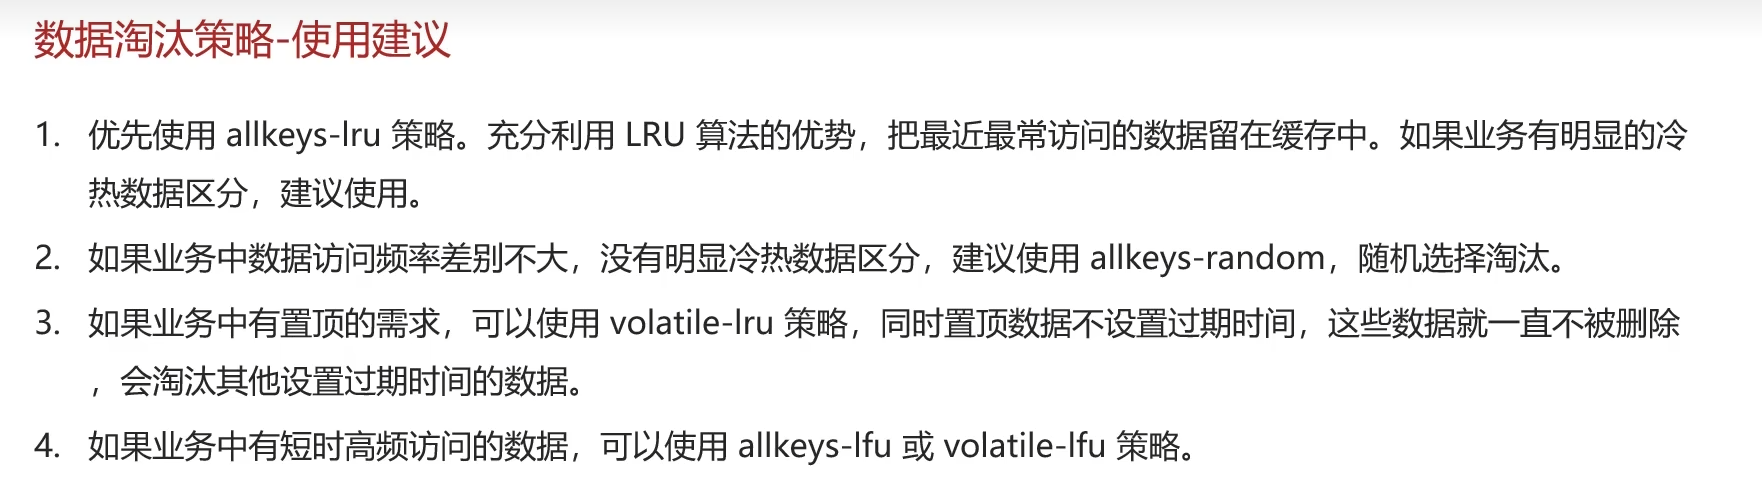 数据淘汰策略-使用建议
1. 优先使用 allkeys-lru 策略。充分利用 LRU 算法的优势，把最近最常访问的数据留在缓存中。如果业务有明显的冷
热数据区分，建议使用。
2. 如果业务中数据访问频率差别不大，没有明显冷热数据区分，建议使用 allkeys-random，随机选择淘汰。
3. 如果业务中有置顶的需求，可以使用 volatile-lru 策略，同时置顶数据不设置过期时间，这些数据就一直不被删除
，会淘汰其他设置过期时间的数据。
4. 如果业务中有短时高频访问的数据，可以使用 allkeys-lfu 或 volatile-lfu 策略。